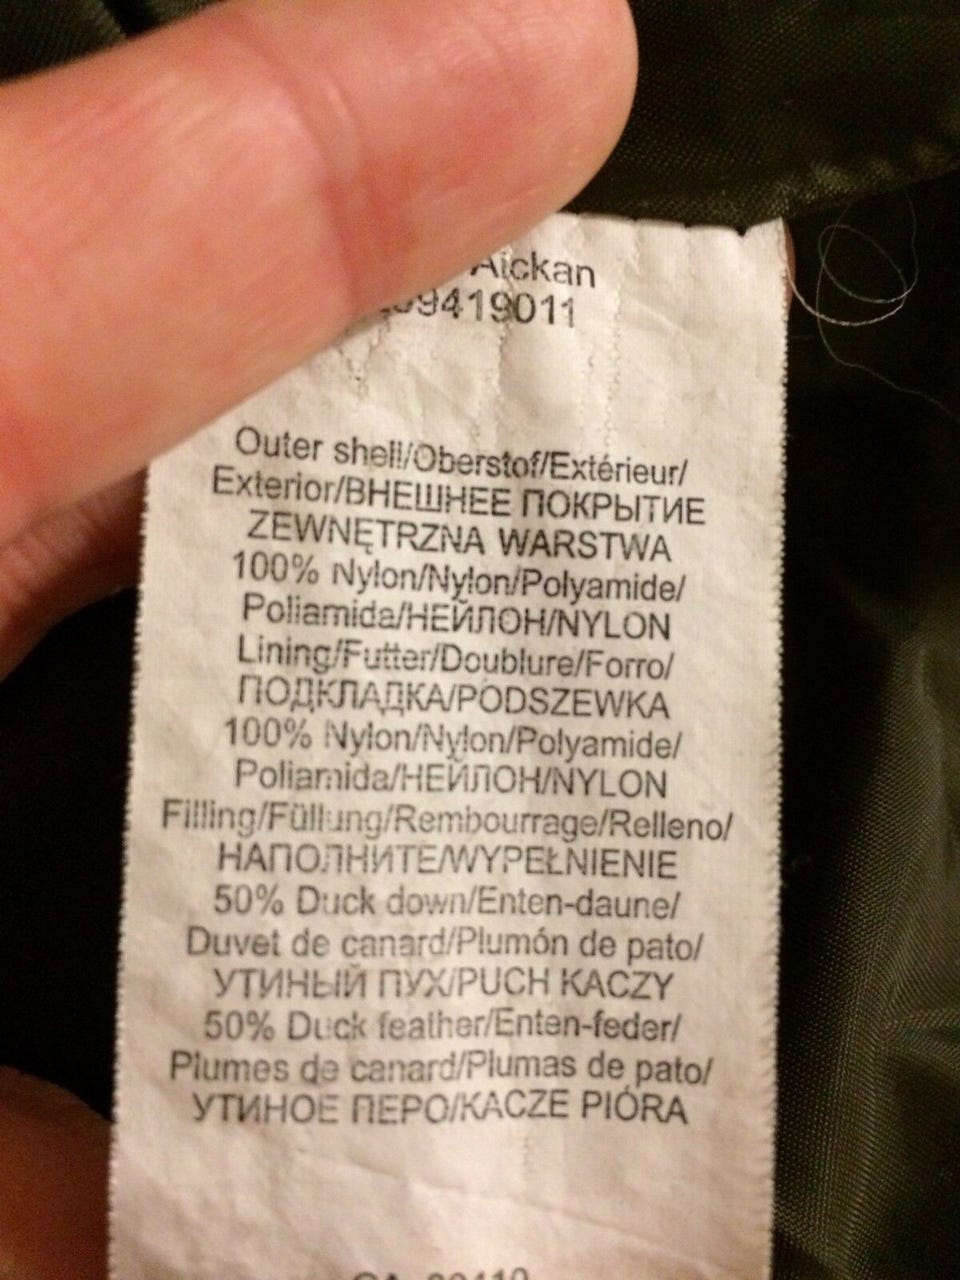 Aickan
9419011
Outer shell/Oberstof/Extérieur/
Exterior/ВНЕШНЕЕ ПОКРЫТИЕ
ZEWNĘTRZNA WARSTWA
100% Nylon/Nylon/Polyamide/
Poliamida/НЕЙЛОН/NYLON
Lining/Futter/Doublure/Forro/
ПОДКЛАДКА/PODSZEWKA
100% Nylon/Nylon/Polyamide/
Poliamida/НЕЙЛОН/NYLON
Filling/Füllung/Rembourrage/Relleno/
НАПОЛНИТЕ/WYPEŁNIENIE
50% Duck down/Enten-daune/
Duvet de canard/Plumón de pato/
УТИНЫЙ ПУХ/PUCH KACZY
50% Duck feather/Enten-feder/
Plumes de canard/Plumas de pato/
УТИНОЕ ПЕРО/KACZE PIÓRA